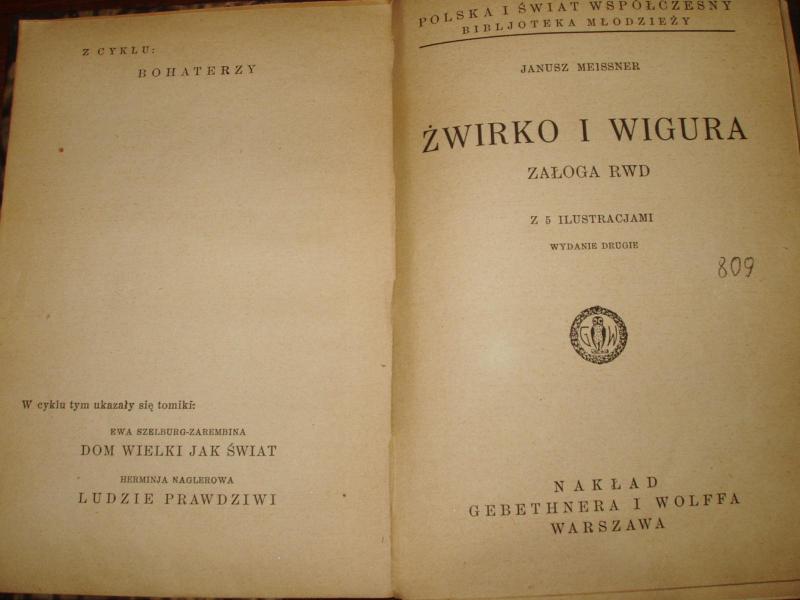 Z CYKLU:
BOHATERZY
W cyklu tym ukazały się tomiki:
EWA SZELBURG-ZAREMBINA
DOM WIELKI JAK ŚWIAT
HERMINJA NAGLEROWA
LUDZIE PRAWDZIWI
POLSKA I ŚWIAT WSPÓŁCZESNY
BIBLJOTEKA MŁODZIEŻY
JANUSZ MEISSNER
ŻWIRKO I WIGURA
ZAŁOGA RWD
Z 5 ILUSTRACJAMI
WYDANIE DRUGIE
809
G W
NAKŁAD
GEBETHNERA I WOLFFA
WARSZAWA